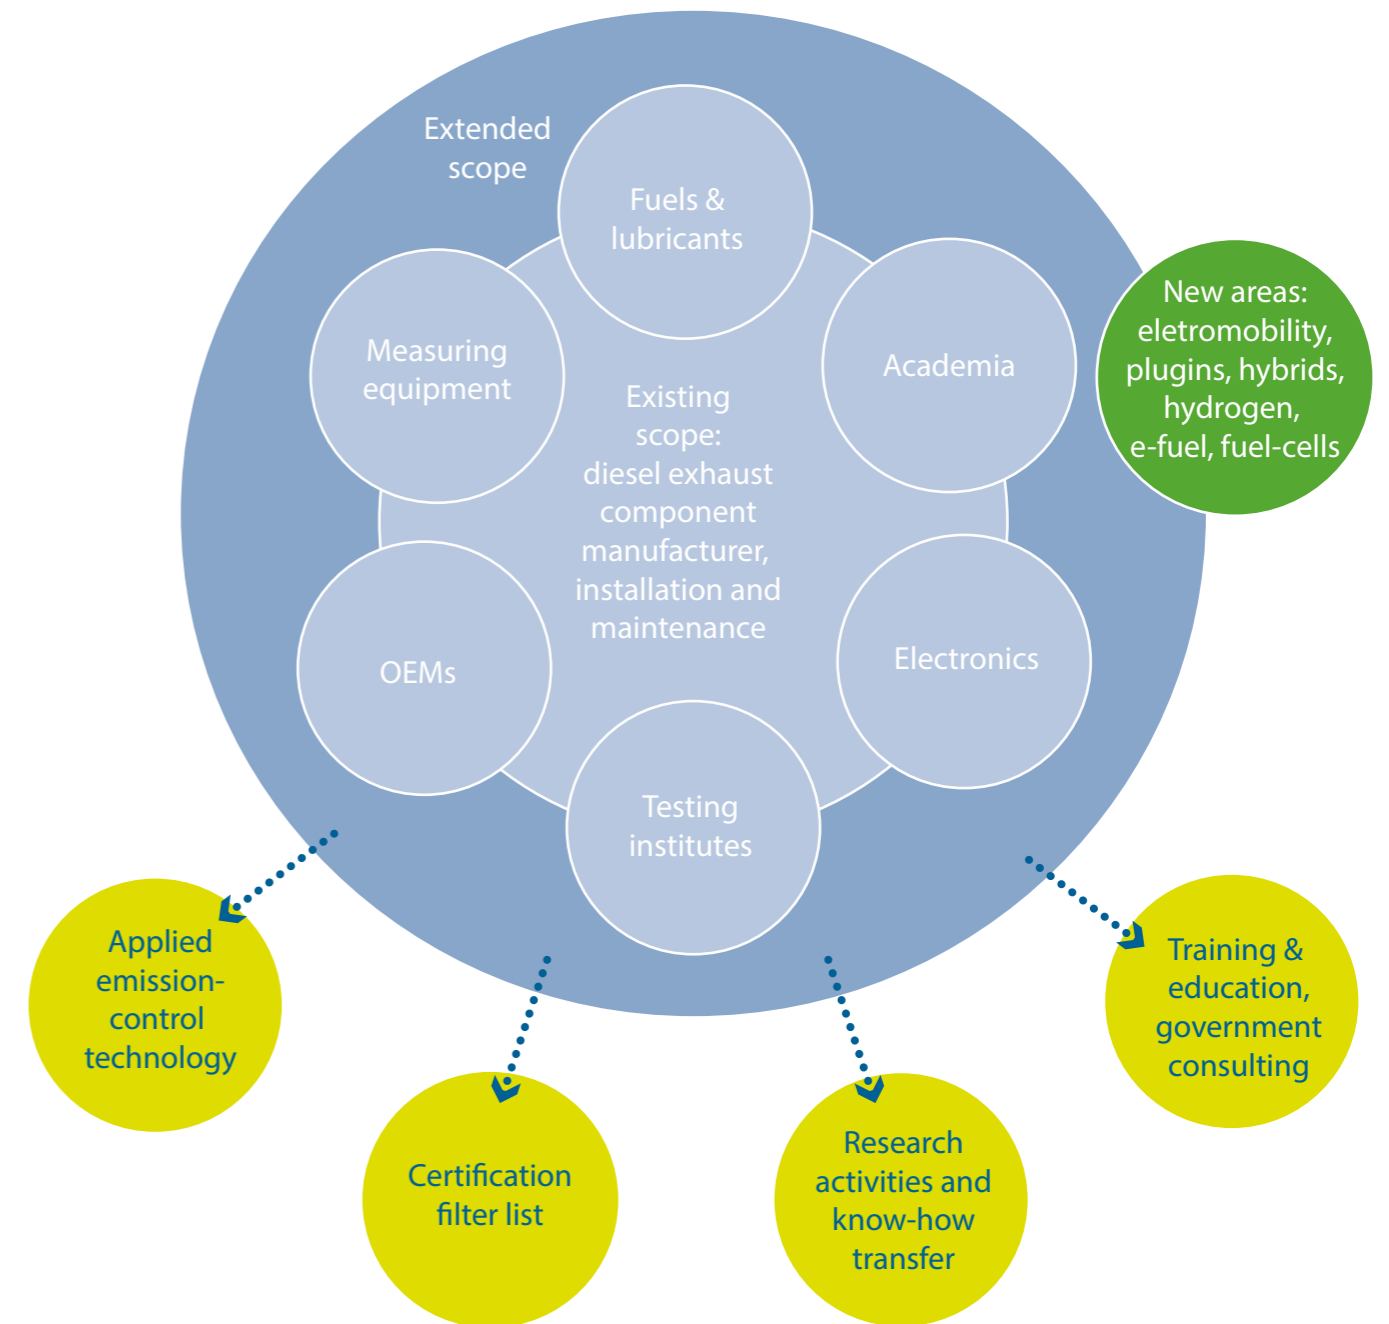 Extended
scope
Fuels &
lubricants
Measuring
equipment
Academia
New areas:
eletromobility,
plugins, hybrids,
hydrogen,
e-fuel, fuel-cells
Existing
scope:
diesel exhaust
component
manufacturer,
installation and
maintenance
OEMs
Electronics
Testing
institutes
Applied
emission-
control
technology
Certification
filter list
Research
activities and
know-how
transfer
Training &
education,
government
consulting